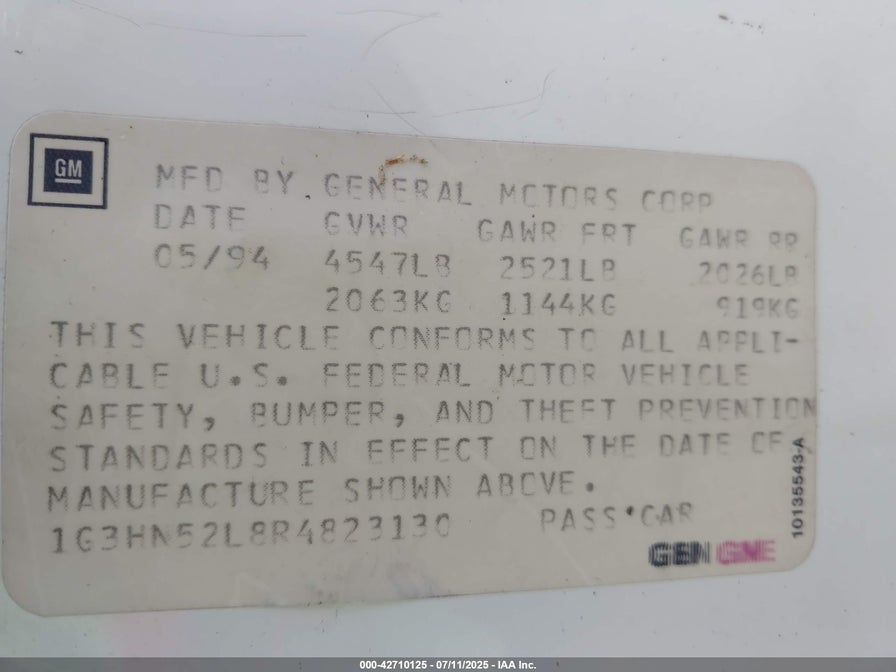 GM
MFD BY GENERAL MOTORS CORP
DATE GVWR GAWR FRT GAWR RR
05/94 4547LB 2521LB 2026LB
2063KG 1144KG 919KG
THIS VEHICLE CONFORMS TO ALL APPLI-
CABLE U.S. FEDERAL MOTOR VEHICLE
SAFETY, BUMPER, AND THEFT PREVENTION
STANDARDS IN EFFECT ON THE DATE OF
MANUFACTURE SHOWN ABOVE.
1G3HN52L8R4823130 PASS*CAR
GEN GME
10135543-A
000-42710125 - 07/11/2025 - IAA Inc.